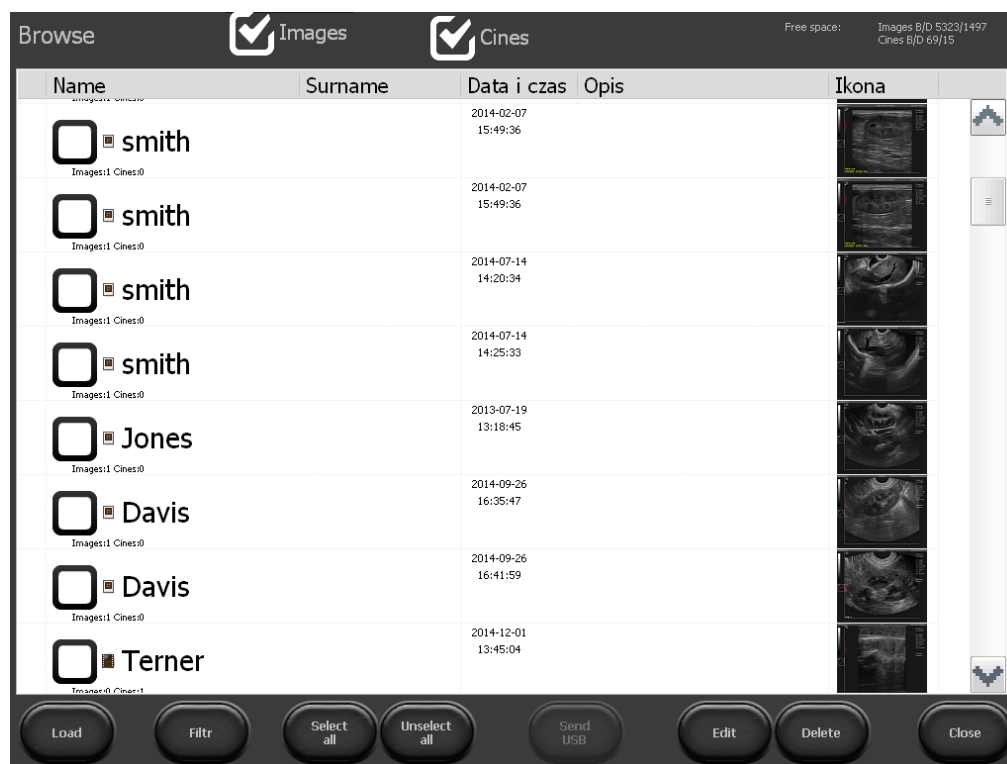 Browse
Images
Cines
Free space:
Images B/D 5323/1497
Cines B/D 69/15
Name Surname Data i czas Opis Ikona
Images:1 Cines:0
2014-02-07
15:49:36
smith
Images:1 Cines:0
2014-02-07
15:49:36
smith
Images:1 Cines:0
2014-07-14
14:20:34
smith
Images:1 Cines:0
2014-07-14
14:25:33
smith
Images:1 Cines:0
2013-07-19
13:18:45
Jones
Images:1 Cines:0
2014-09-26
16:35:47
Davis
Images:1 Cines:0
2014-09-26
16:41:59
Davis
Images:1 Cines:0
2014-12-01
13:45:04
Terner
Images:0 Cines:1
Load
Filtr
Select
all
Unselect
all
Send
USB
Edit
Delete
Close